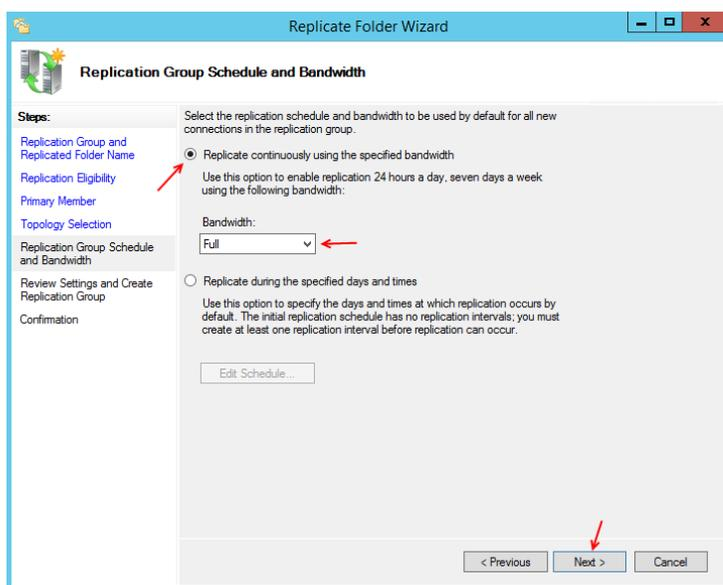 Replicate Folder Wizard
Replication Group Schedule and Bandwidth
Steps:
Replication Group and
Replicated Folder Name
Replication Eligibility
Primary Member
Topology Selection
Replication Group Schedule
and Bandwidth
Review Settings and Create
Replication Group
Confirmation
Select the replication schedule and bandwidth to be used by default for all new
connections in the replication group.
Replicate continuously using the specified bandwidth
Use this option to enable replication 24 hours a day, seven days a week
using the following bandwidth:
Bandwidth:
Full
Replicate during the specified days and times
Use this option to specify the days and times at which replication occurs by
default. The initial replication schedule has no replication intervals; you must
create at least one replication interval before replication can occur.
Edit Schedule...
< Previous
Next >
Cancel